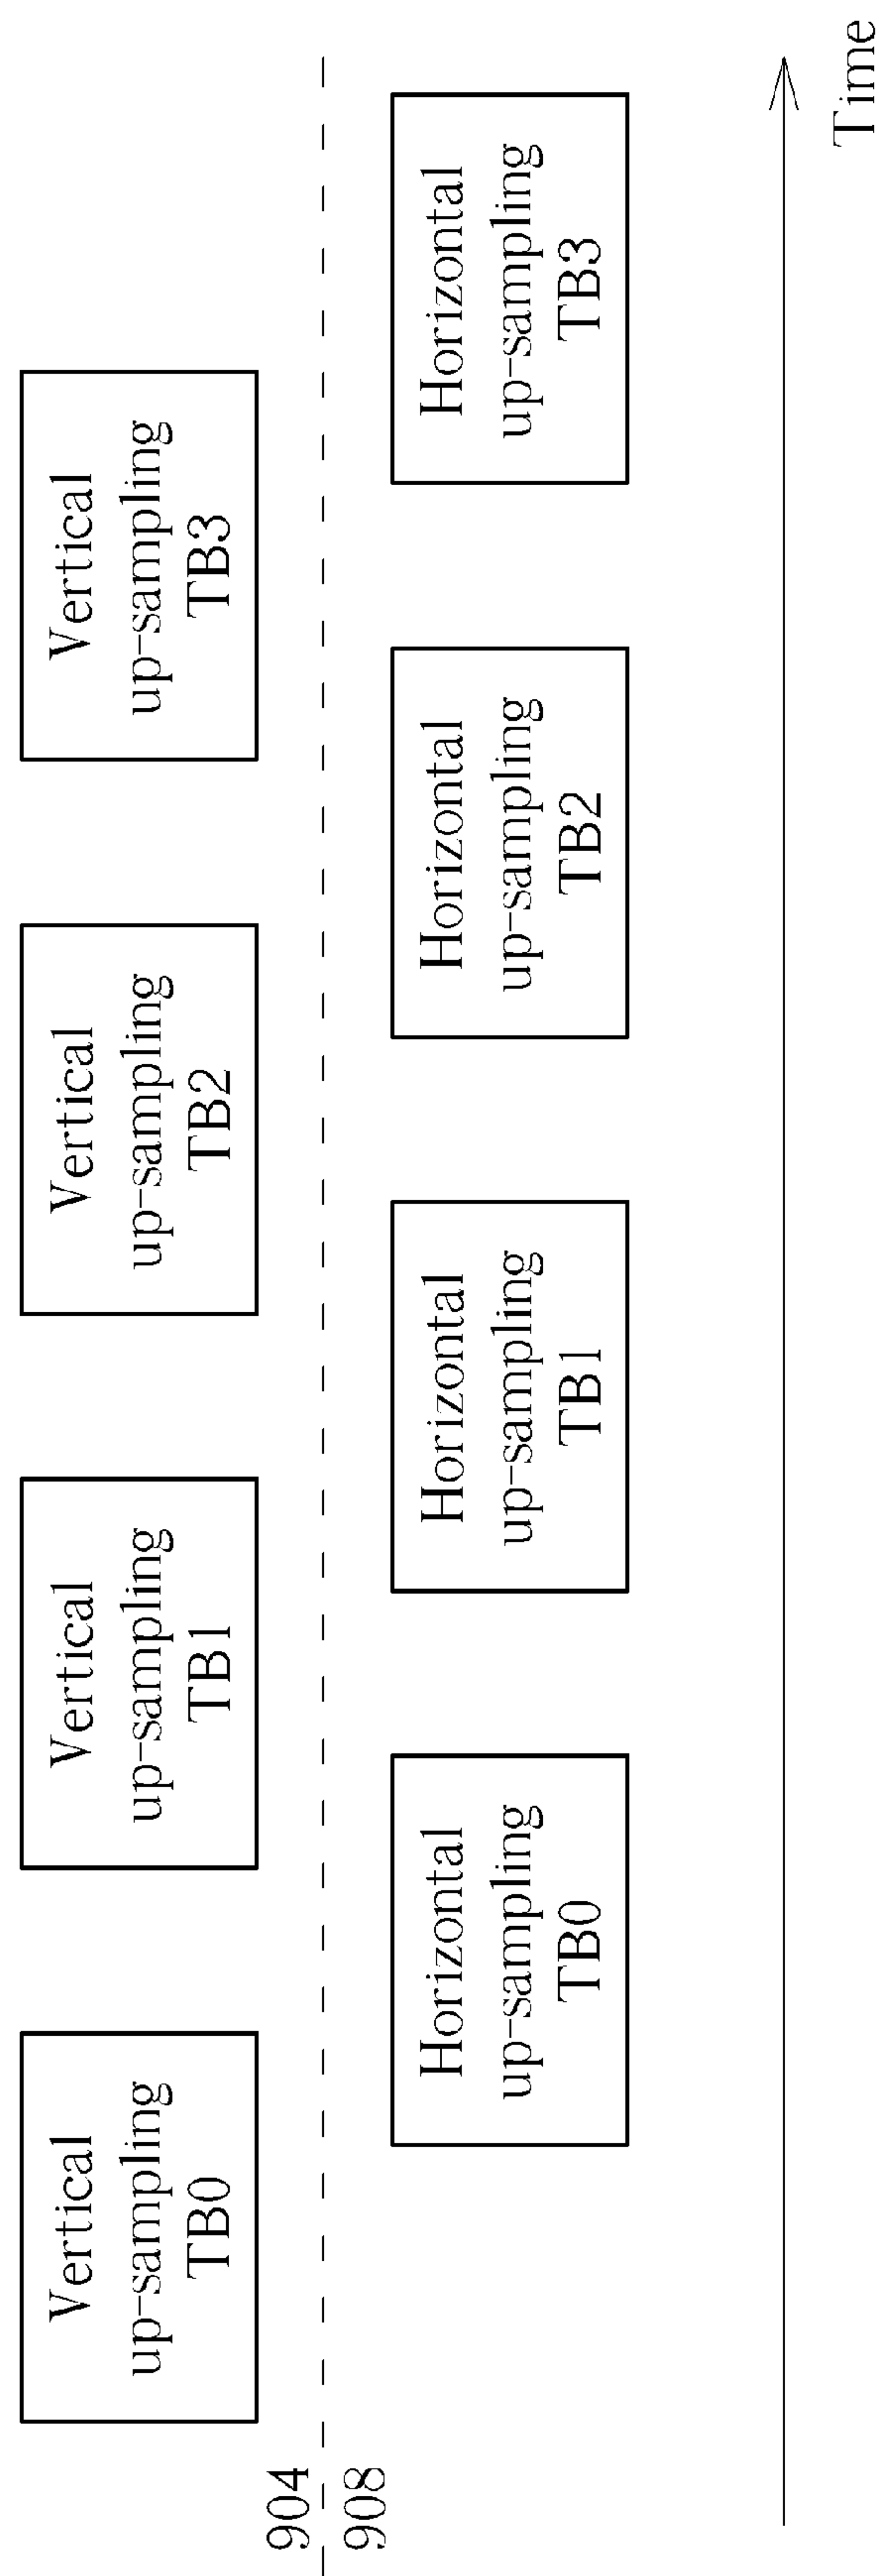 904
Vertical
up-sampling
TB0
Vertical
up-sampling
TB1
Vertical
up-sampling
TB2
Vertical
up-sampling
TB3
908
Horizontal
up-sampling
TB0
Horizontal
up-sampling
TB1
Horizontal
up-sampling
TB2
Horizontal
up-sampling
TB3
Time